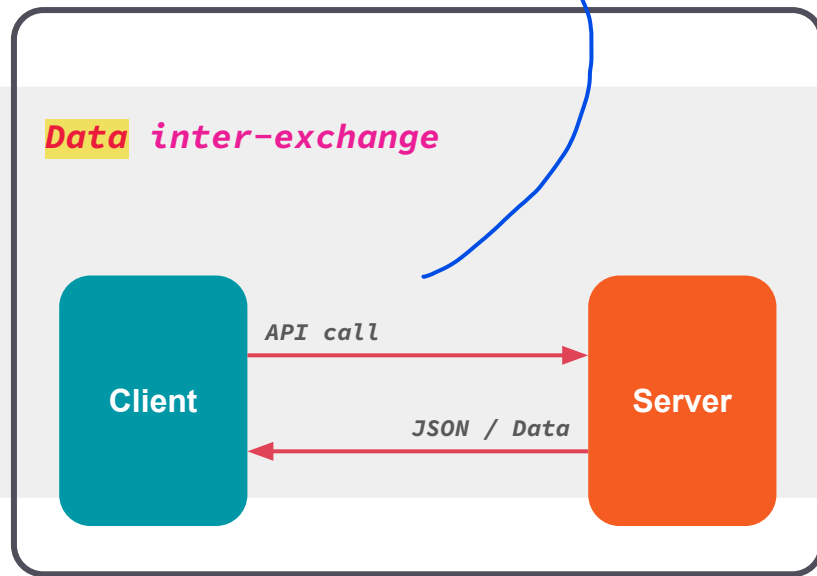 Data inter-exchange
API call
Client
Server
JSON / Data